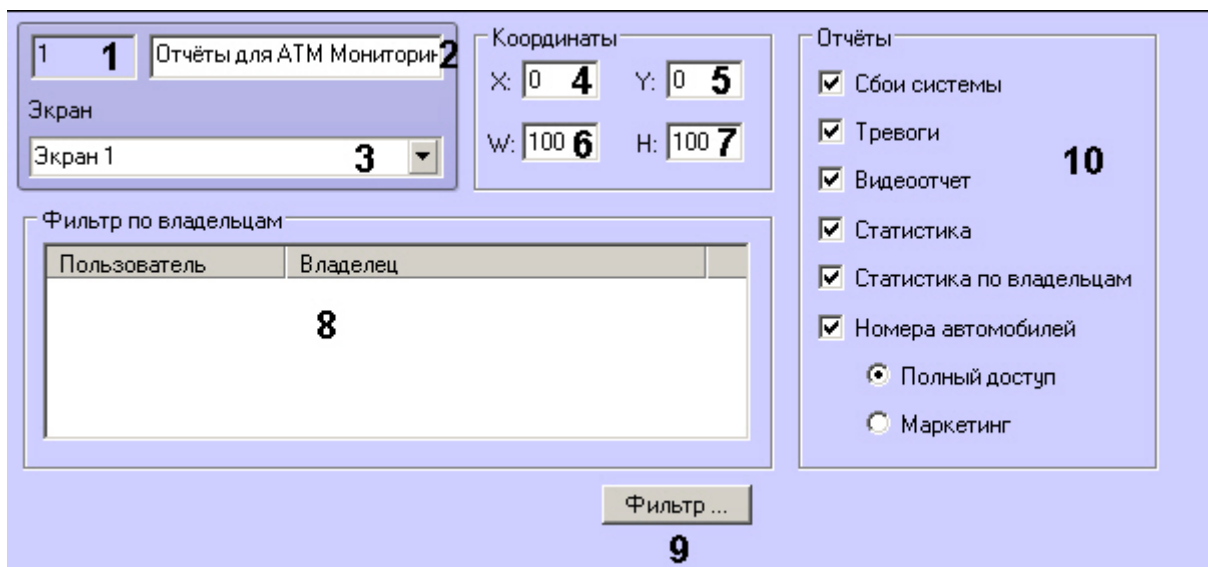 1 1 Отчёты для АТМ Монитори 2
Экран
Экран 1 3
Координаты
X: 0 4 Y: 0 5
W: 100 6 H: 100 7
Фильтр по владельцам
Пользователь Владелец
8
Фильтр ...
9
Отчёты
Сбои системы
Тревоги
10
Видеоотчет
Статистика
Статистика по владельцам
Номера автомобилей
Полный доступ
Маркетинг